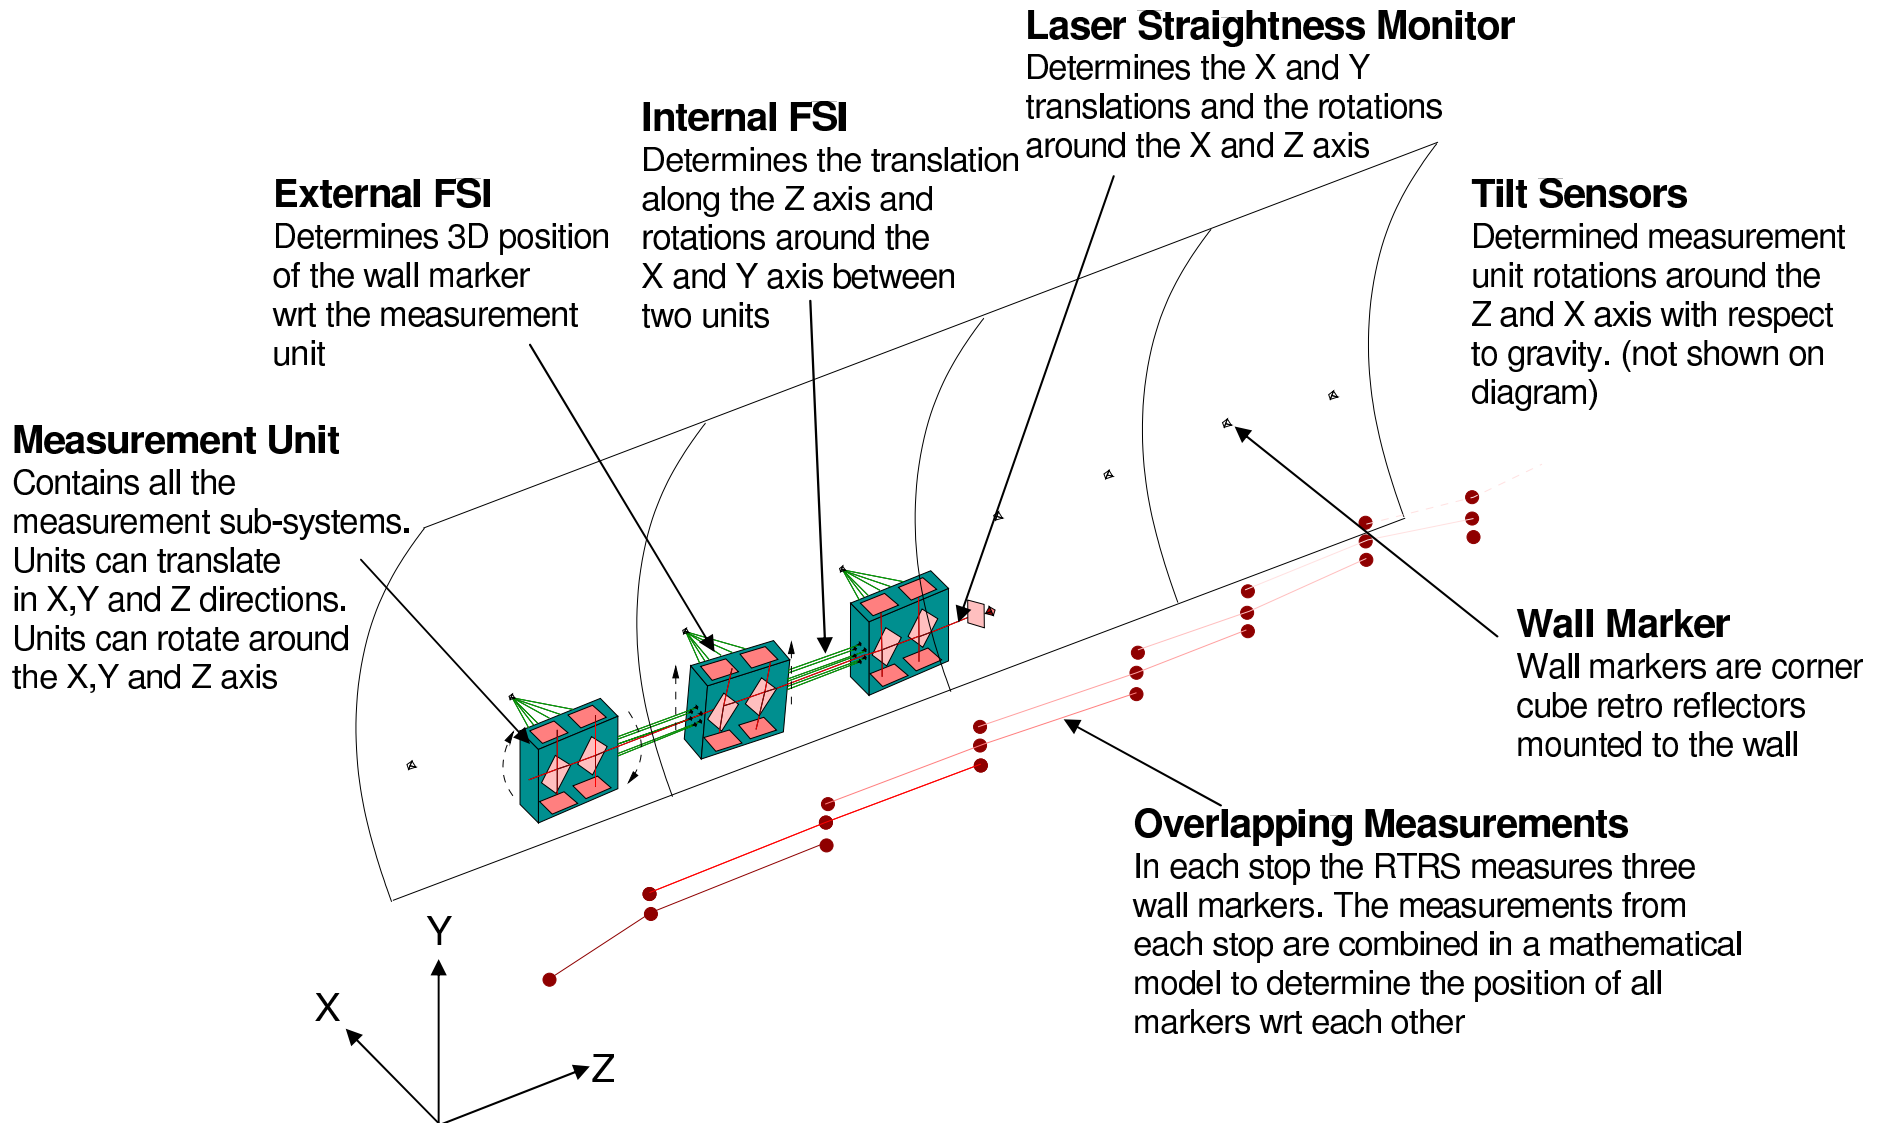 Laser Straightness Monitor
Determines the X and Y
translations and the rotations
around the X and Z axis
Internal FSI
Determines the translation
along the Z axis and
rotations around the
X and Y axis between
two units
External FSI
Determines 3D position
of the wall marker
wrt the measurement
unit
Tilt Sensors
Determined measurement
unit rotations around the
Z and X axis with respect
to gravity. (not shown on
diagram)
Measurement Unit
Contains all the
measurement sub-systems.
Units can translate
in X,Y and Z directions.
Units can rotate around
the X,Y and Z axis
Wall Marker
Wall markers are corner
cube retro reflectors
mounted to the wall
Overlapping Measurements
In each stop the RTRS measures three
wall markers. The measurements from
each stop are combined in a mathematical
model to determine the position of all
markers wrt each other
Y
X
Z